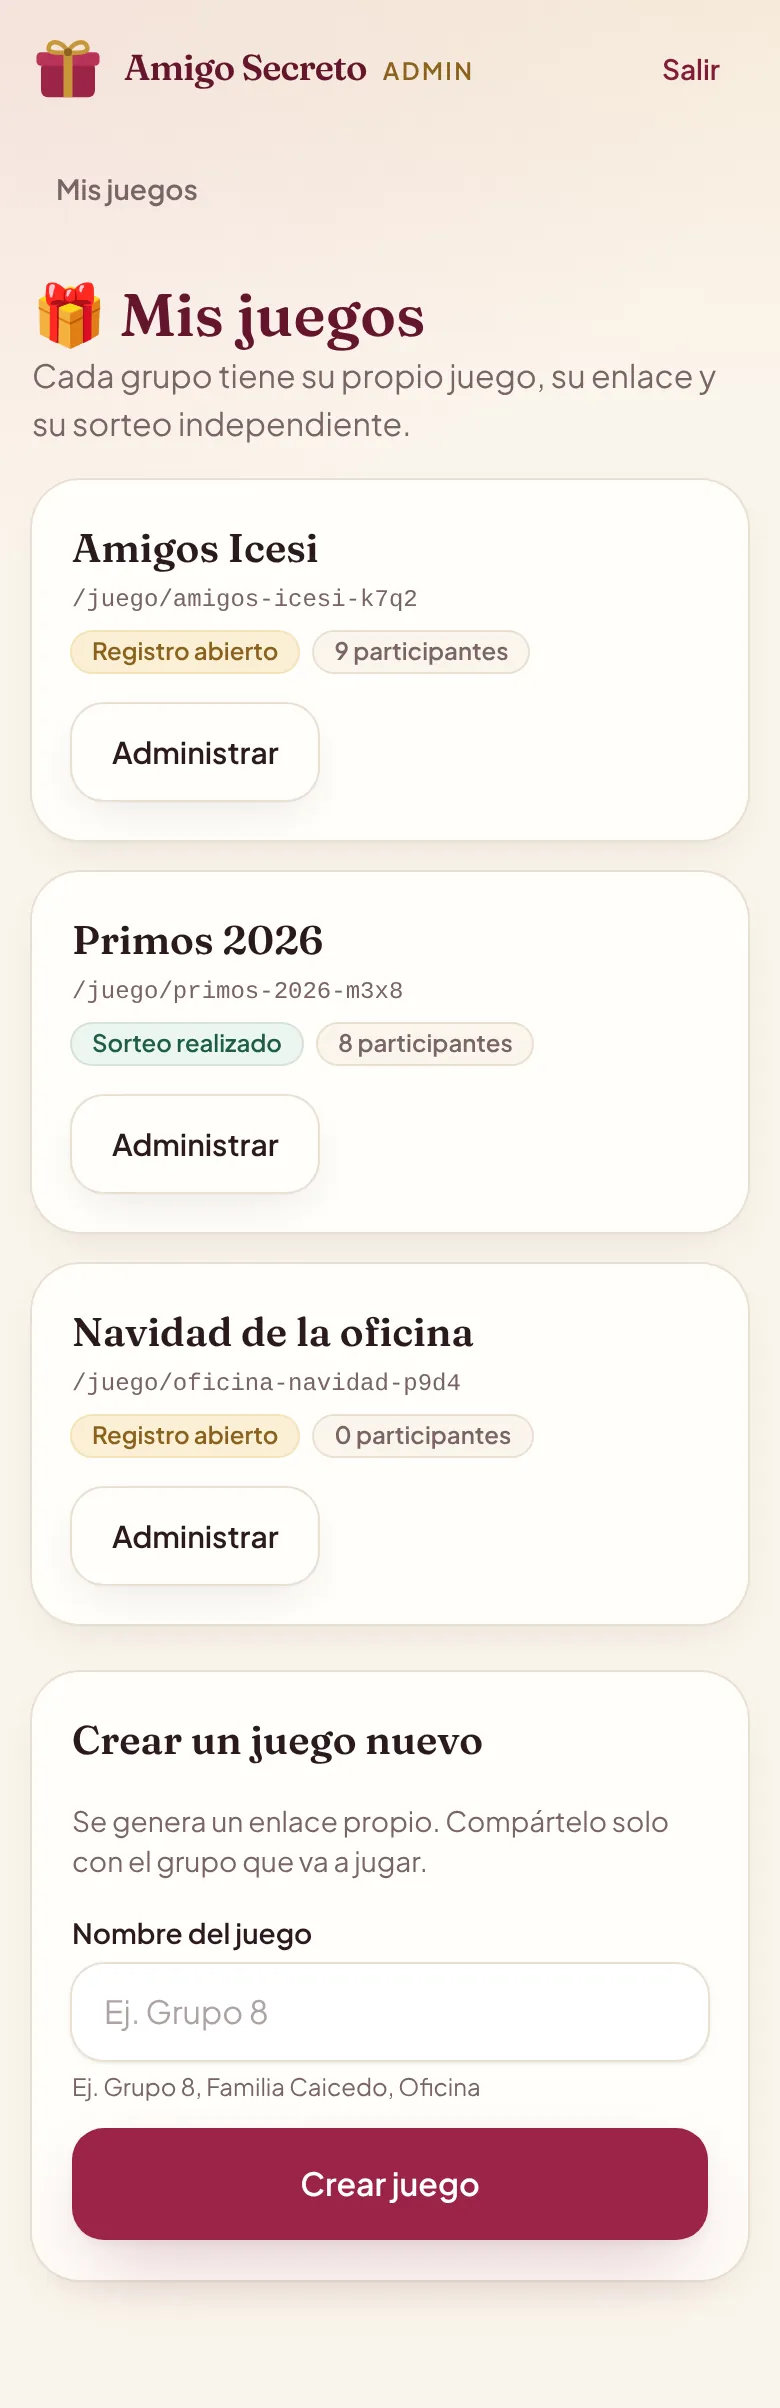 Amigo Secreto ADMIN
Salir
Mis juegos
Mis juegos
Cada grupo tiene su propio juego, su enlace y
su sorteo independiente.
Amigos Icesi
/juego/amigos-icesi-k7q2
Registro abierto
9 participantes
Administrar
Primos 2026
/juego/primos-2026-m3x8
Sorteo realizado
8 participantes
Administrar
Navidad de la oficina
/juego/oficina-navidad-p9d4
Registro abierto
0 participantes
Administrar
Crear un juego nuevo
Se genera un enlace propio. Compártelo solo
con el grupo que va a jugar.
Nombre del juego
Ej. Grupo 8
Ej. Grupo 8, Familia Caicedo, Oficina
Crear juego